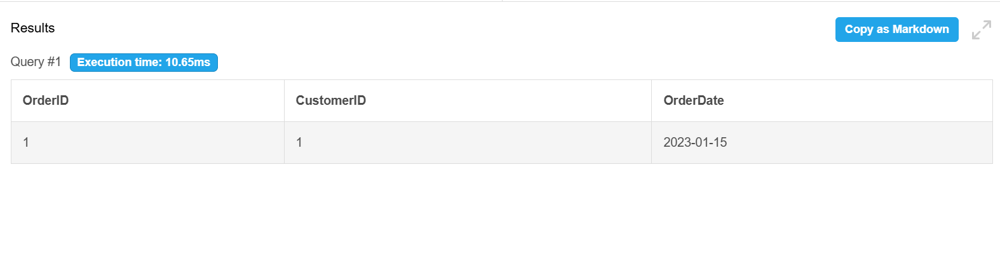 Results
Copy as Markdown
Query #1 Execution time: 10.65ms
OrderID CustomerID OrderDate
1 1 2023-01-15